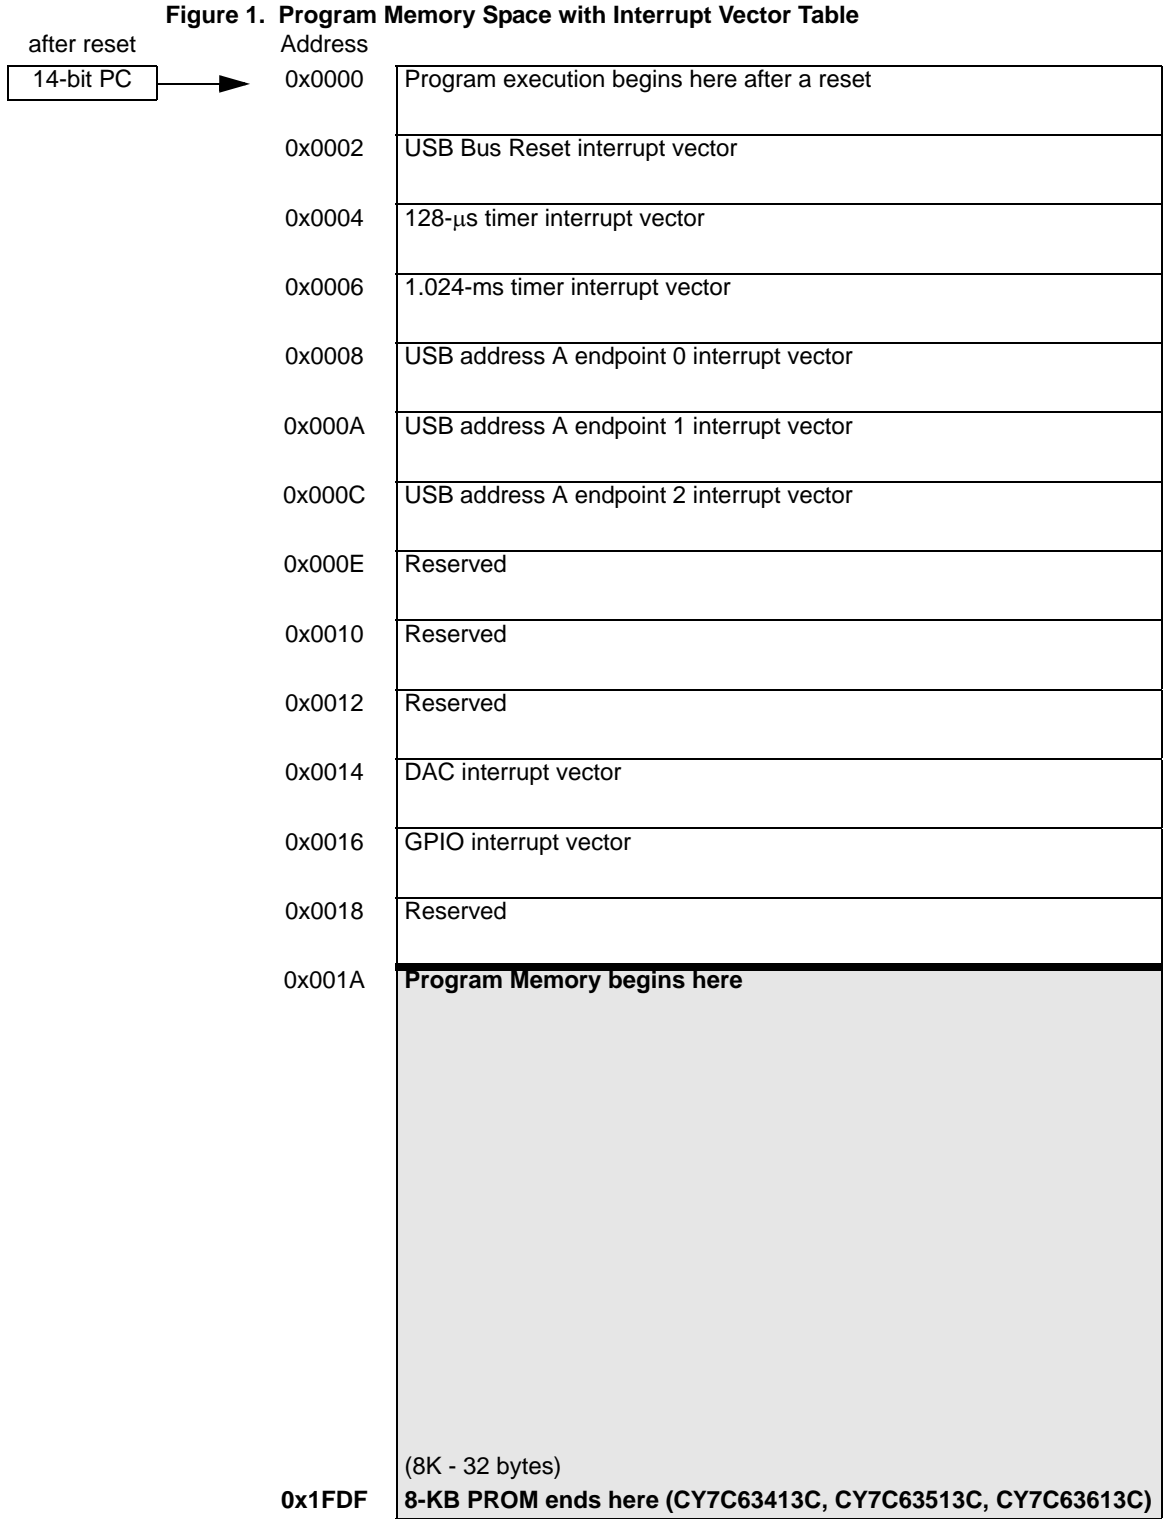 Figure 1.  Program Memory Space with Interrupt Vector Table
after reset Address
14-bit PC 0x0000 Program execution begins here after a reset
0x0002 USB Bus Reset interrupt vector
0x0004 128-μs timer interrupt vector
0x0006 1.024-ms timer interrupt vector
0x0008 USB address A endpoint 0 interrupt vector
0x000A USB address A endpoint 1 interrupt vector
0x000C USB address A endpoint 2 interrupt vector
0x000E Reserved
0x0010 Reserved
0x0012 Reserved
0x0014 DAC interrupt vector
0x0016 GPIO interrupt vector
0x0018 Reserved
0x001A Program Memory begins here
(8K - 32 bytes)
0x1FDF 8-KB PROM ends here (CY7C63413C, CY7C63513C, CY7C63613C)